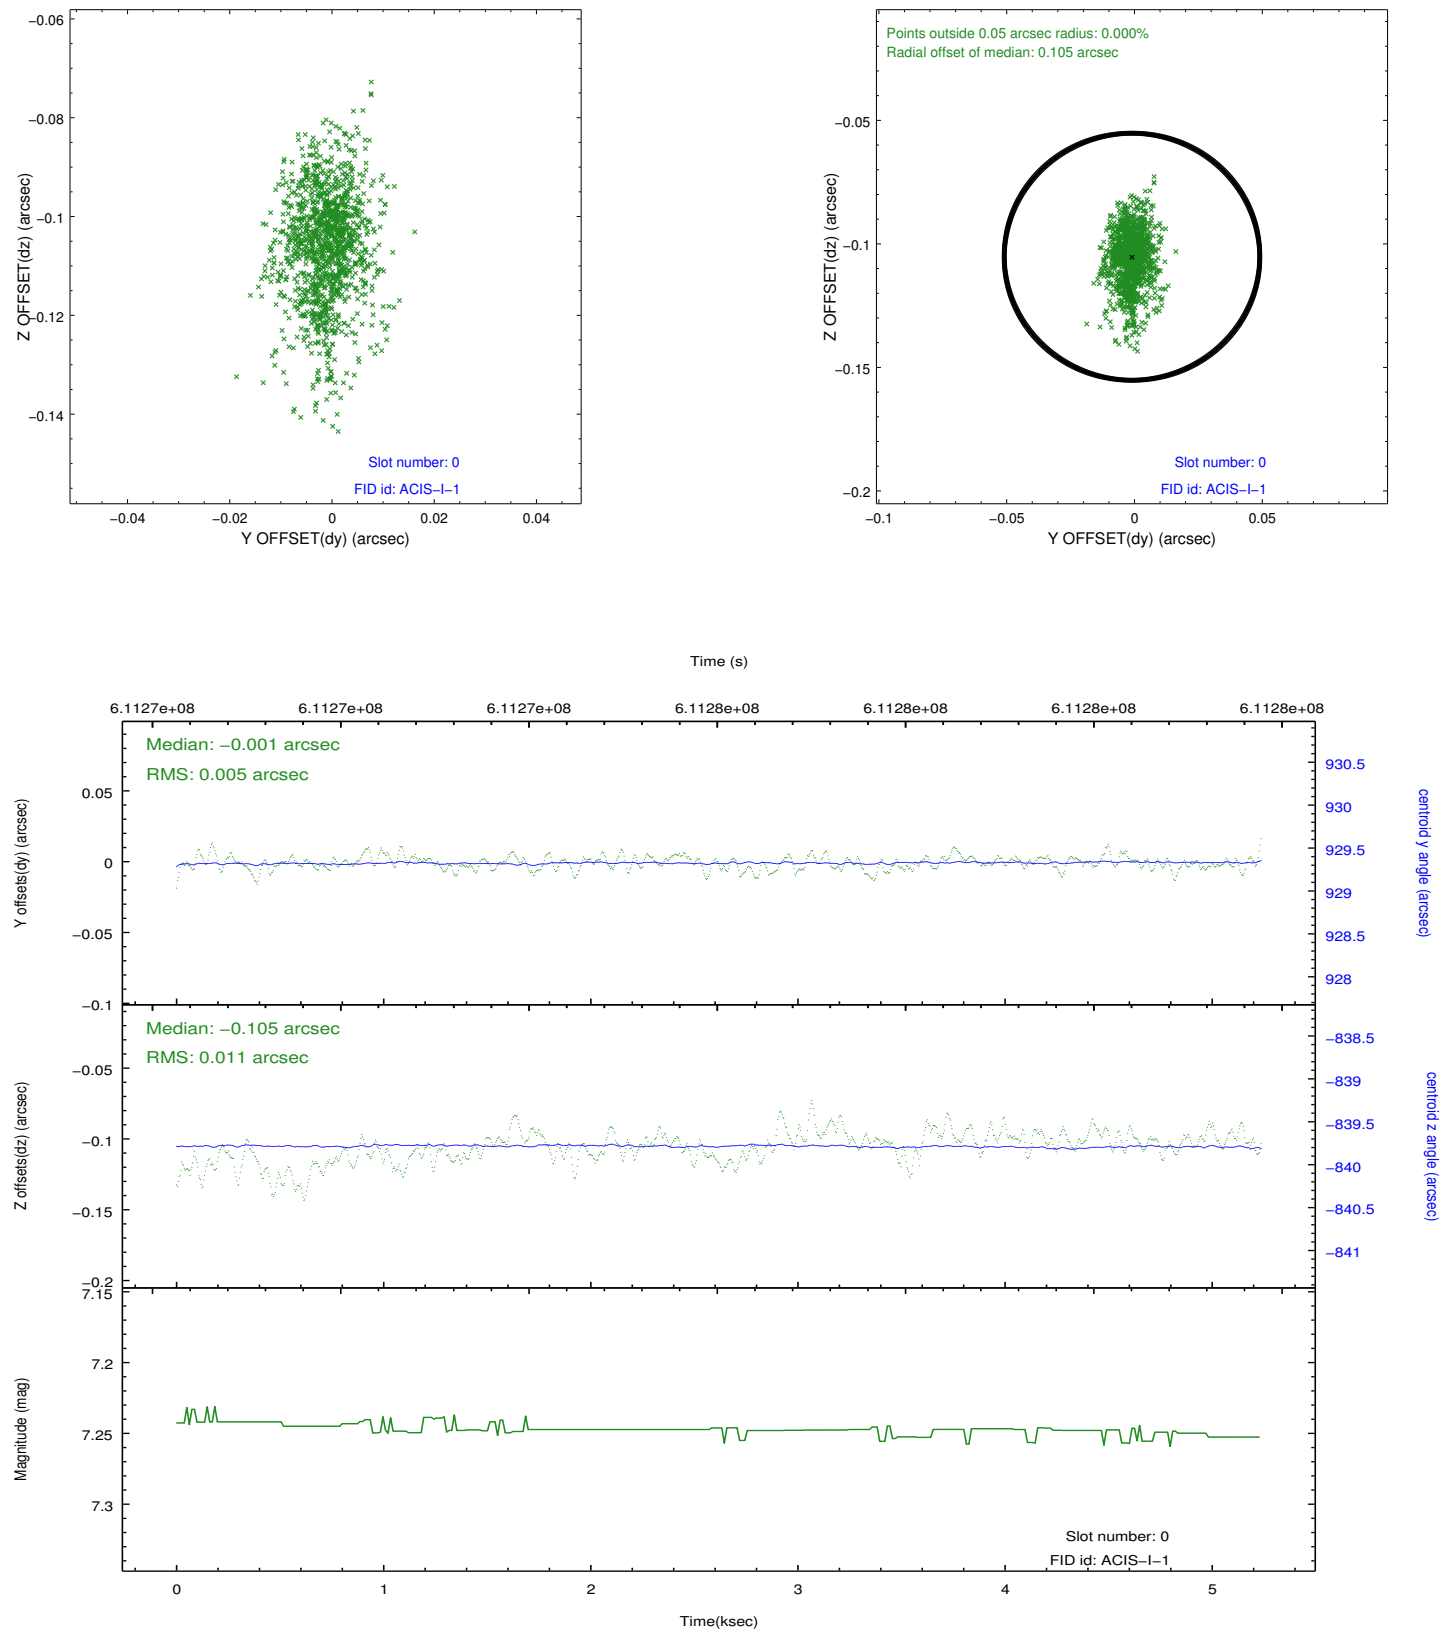 −0.06
−0.08
−0.1
−0.12
−0.14
Z OFFSET(dz) (arcsec)
Slot number: 0
FID id: ACIS−I−1
−0.04
−0.02
0
0.02
0.04
Y OFFSET(dy) (arcsec)
Points outside 0.05 arcsec radius: 0.000%
Radial offset of median: 0.105 arcsec
−0.05
−0.1
−0.15
−0.2
Z OFFSET(dz) (arcsec)
Slot number: 0
FID id: ACIS−I−1
−0.1
−0.05
0
0.05
Y OFFSET(dy) (arcsec)
Time (s)
6.1127e+08
6.1127e+08
6.1127e+08
6.1128e+08
6.1128e+08
6.1128e+08
6.1128e+08
Median: −0.001 arcsec
RMS: 0.005 arcsec
0.05
0
−0.05
−0.1
Y offsets(dy) (arcsec)
930.5
930
929.5
929
928.5
928
centroid y angle (arcsec)
Median: −0.105 arcsec
RMS: 0.011 arcsec
−0.05
−0.1
−0.15
−0.2
Z offsets(dz) (arcsec)
−838.5
−839
−839.5
−840
−840.5
−841
centroid z angle (arcsec)
7.15
7.2
7.25
7.3
Magnitude (mag)
Slot number: 0
FID id: ACIS−I−1
0
1
2
3
4
5
Time(ksec)